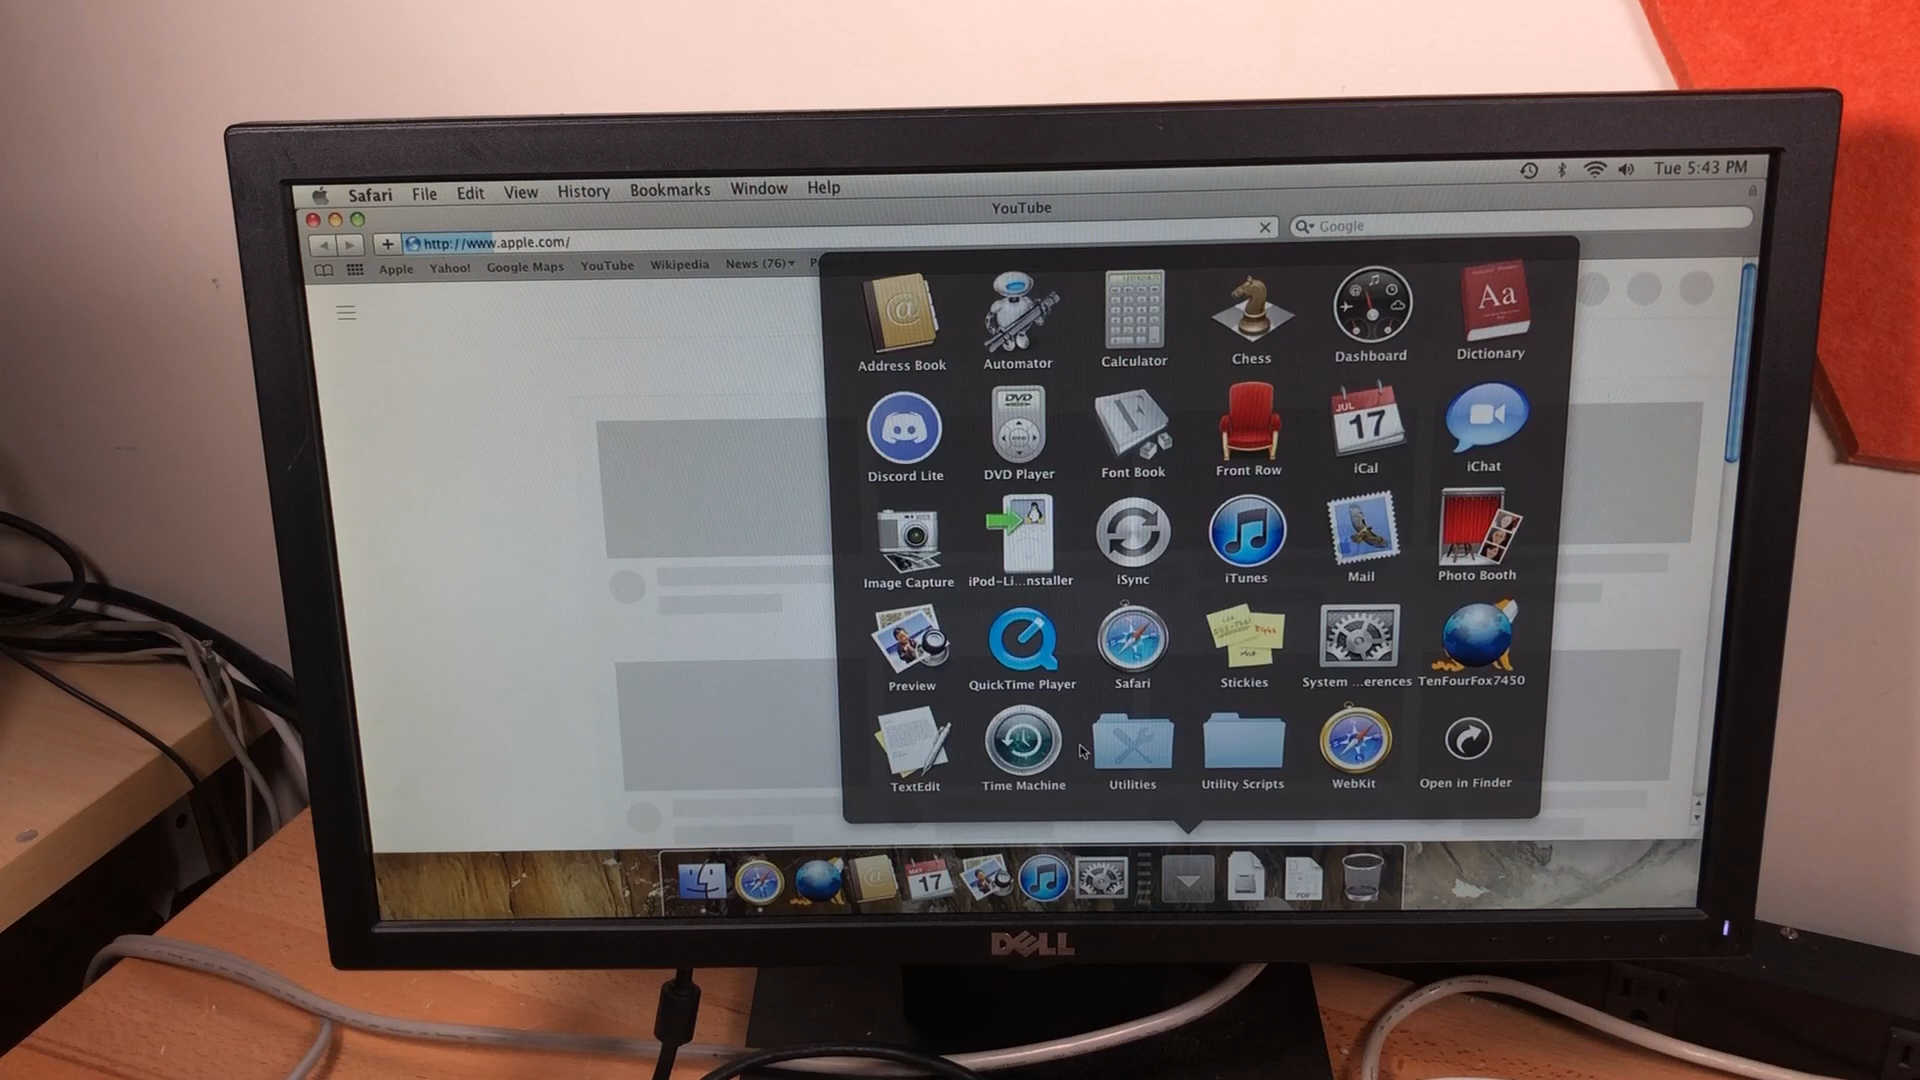 Safari File Edit View History Bookmarks Window Help Tue 5:43 PM
YouTube
http://www.apple.com/ Google
Apple Yahoo! Google Maps YouTube Wikipedia News (76)
Address Book Automator Calculator Chess Dashboard Dictionary
Aa
DVD
JUL
17
Discord Lite DVD Player Font Book Front Row iCal iChat
Image Capture iPod-Li...nstaller iSync iTunes Mail Photo Booth
Preview QuickTime Player Safari Stickies System ...erences TenFourFox7450
TextEdit Time Machine Utilities Utility Scripts WebKit Open in Finder
MAY
17
PDF
DELL